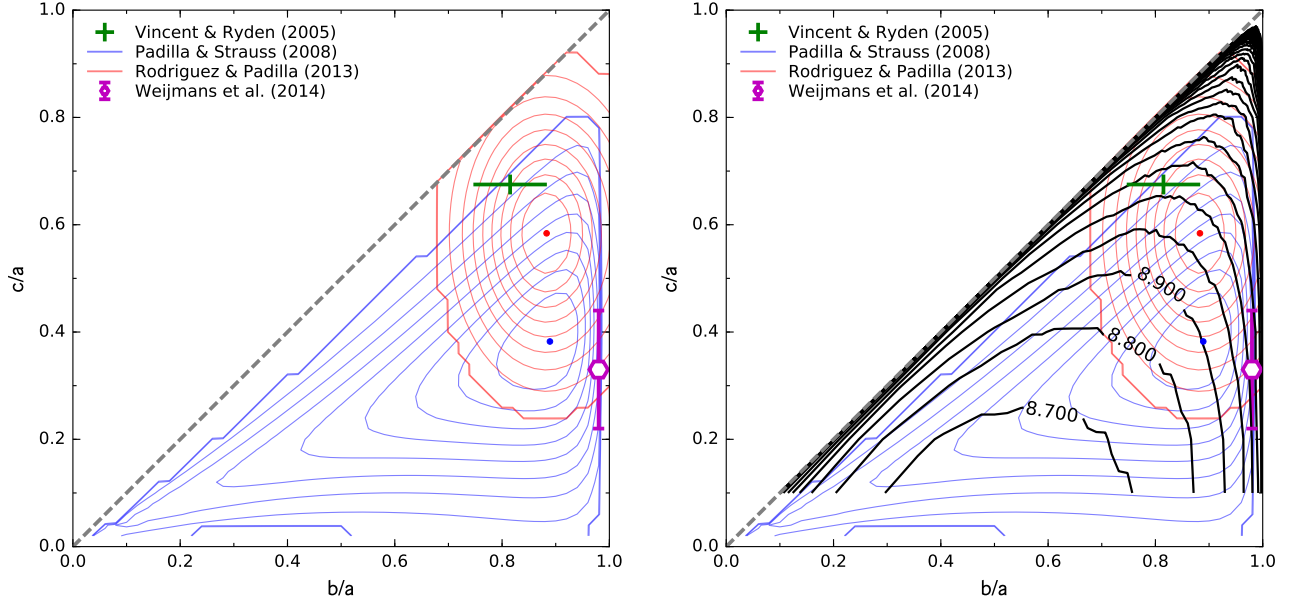 1.0
0.8
0.6
0.4
0.2
0.0
c/a
Vincent & Ryden (2005)
Padilla & Strauss (2008)
Rodriguez & Padilla (2013)
Weijmans et al. (2014)
0.0 0.2 0.4 0.6 0.8 1.0
b/a
1.0
0.8
0.6
0.4
0.2
0.0
c/a
Vincent & Ryden (2005)
Padilla & Strauss (2008)
Rodriguez & Padilla (2013)
Weijmans et al. (2014)
8.900
8.800
8.700
0.0 0.2 0.4 0.6 0.8 1.0
b/a